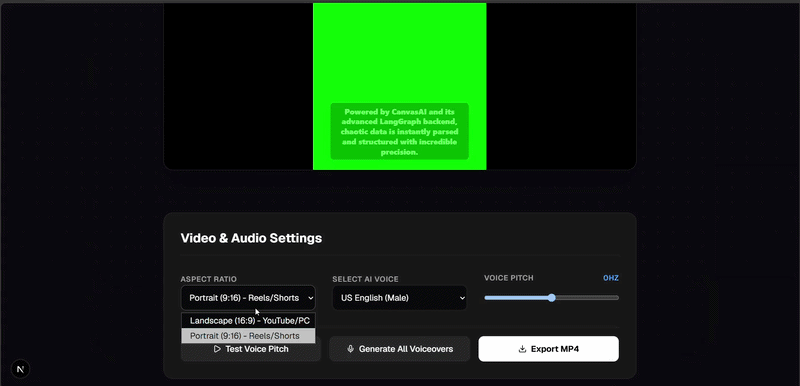 Powered by CanvasAI and its
advanced LangGraph backend,
chaotic data is instantly parsed
and structured with incredible
precision.
Video & Audio Settings
ASPECT RATIO
SELECT AI VOICE
VOICE PITCH
0HZ
Portrait (9:16) - Reels/Shorts
US English (Male)
Landscape (16:9) - YouTube/PC
Portrait (9:16) - Reels/Shorts
Test Voice Pitch
Generate All Voiceovers
Export MP4
N